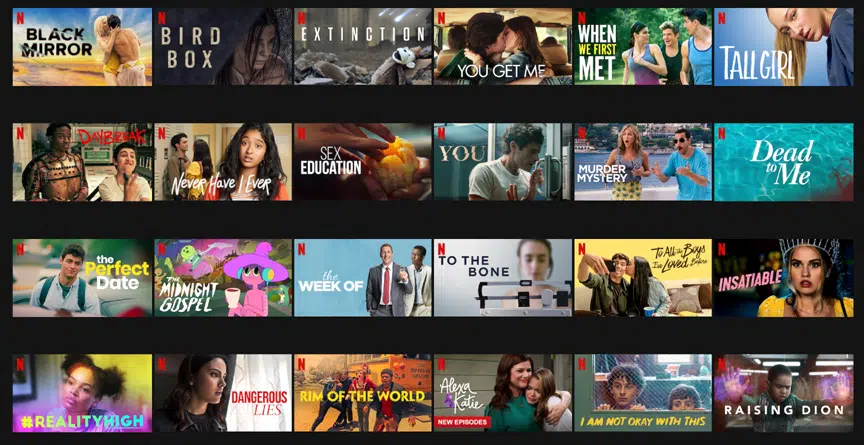 N
BLACK
MIRROR
N
BIRD
BOX
N
EXTINCTION
N
YOU GET ME
N
WHEN
WE FIRST
MET
N
TALL GIRL
N
DAYBREAK
N
Never Have I Ever
N
SEX
EDUCATION
N
YOU
N
MURDER
MYSTERY
N
Dead
to Me
N
the
Perfect
Date
N
THE
MIDNIGHT
GOSPEL
N
the
WEEK OF
N
TO THE
BONE
N
To All the Boys
I've Loved Before
N
INSATIABLE
N
#REALITYHIGH
N
DANGEROUS
LIES
N
RIM OF THE WORLD
N
Alexa
& Katie
NEW EPISODES
N
I AM NOT OKAY WITH THIS
N
RAISING DION